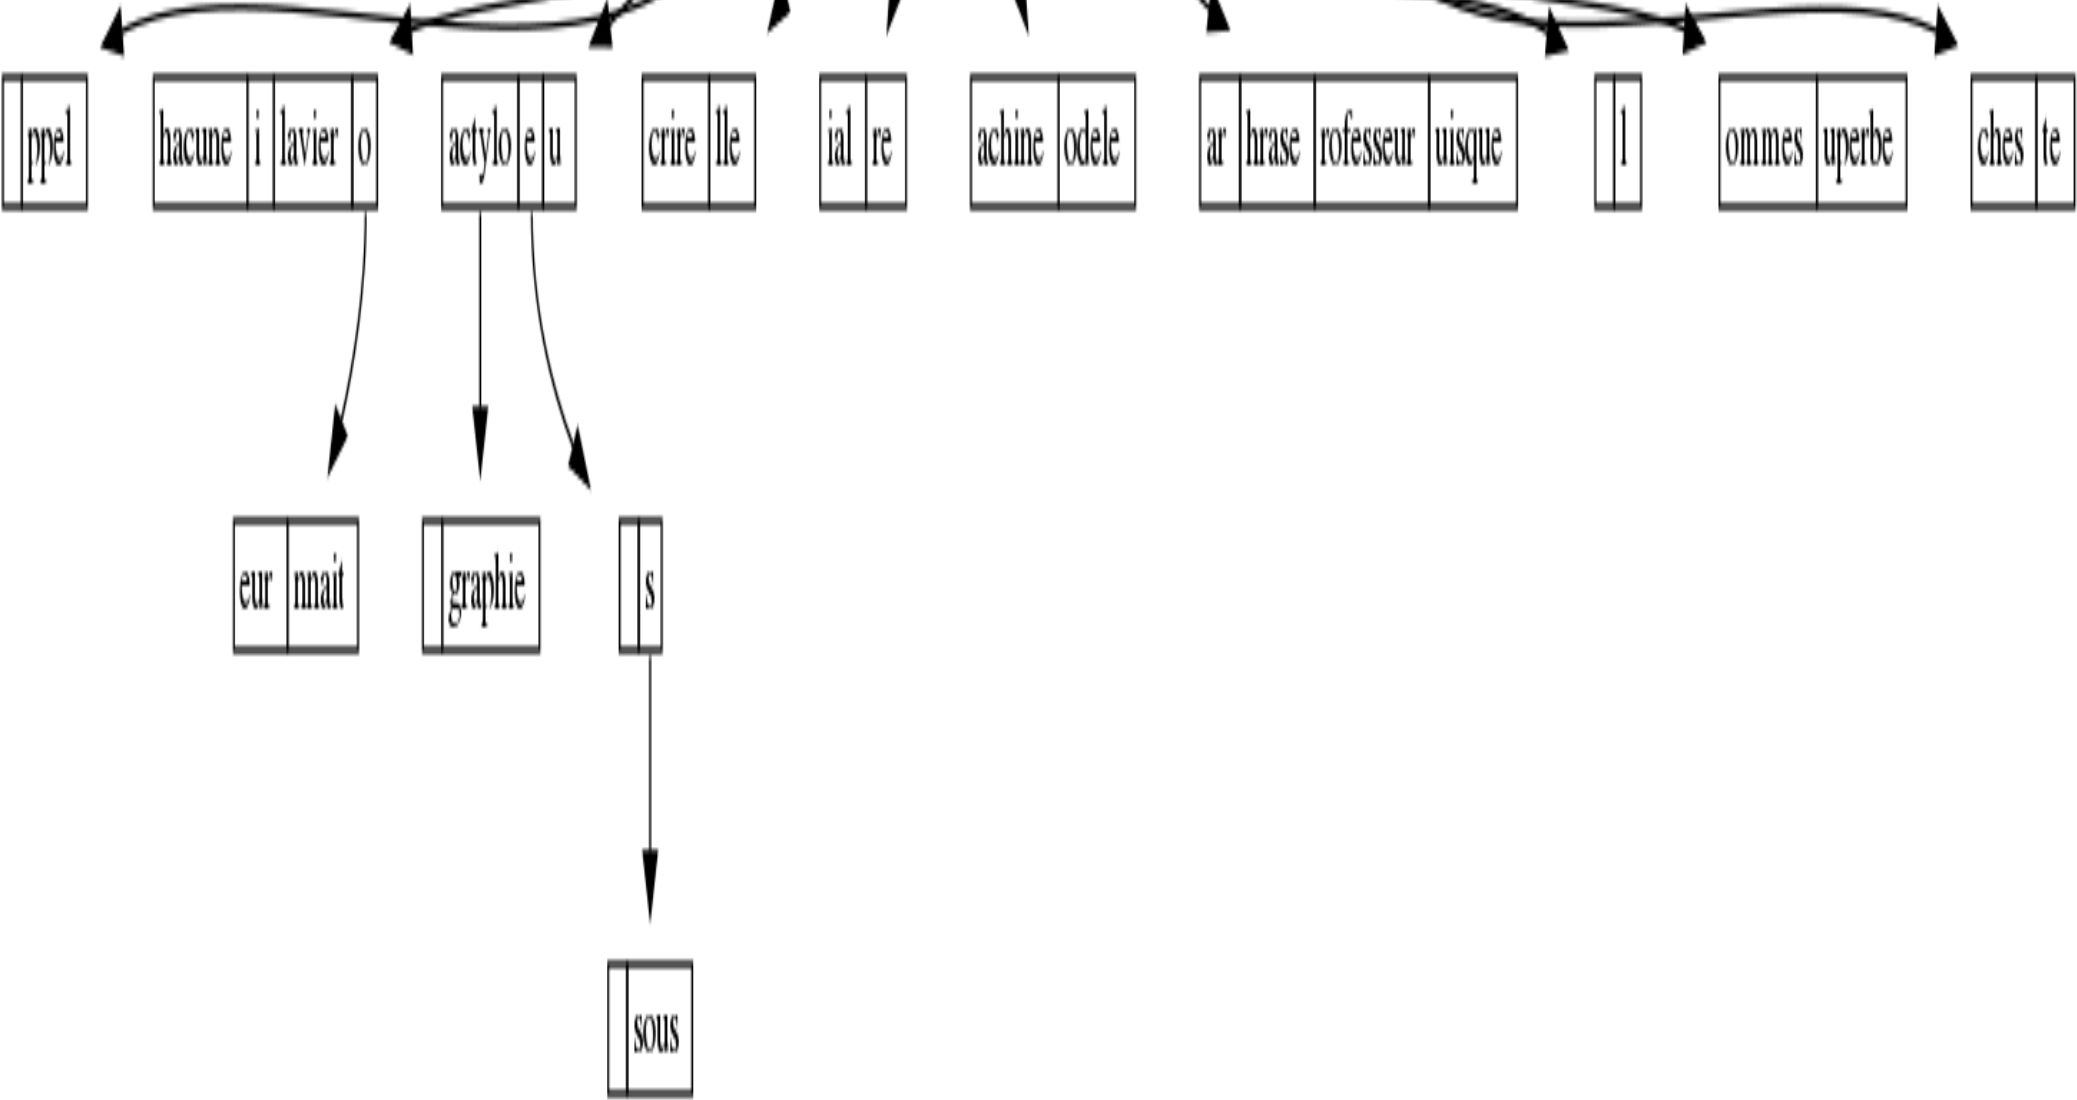 ppel hacune i lavier o actylo e u crire lle ial re achine odele ar hrase rofesseur uisque l ommes uperbe ches te
eur nnait graphie s
sous